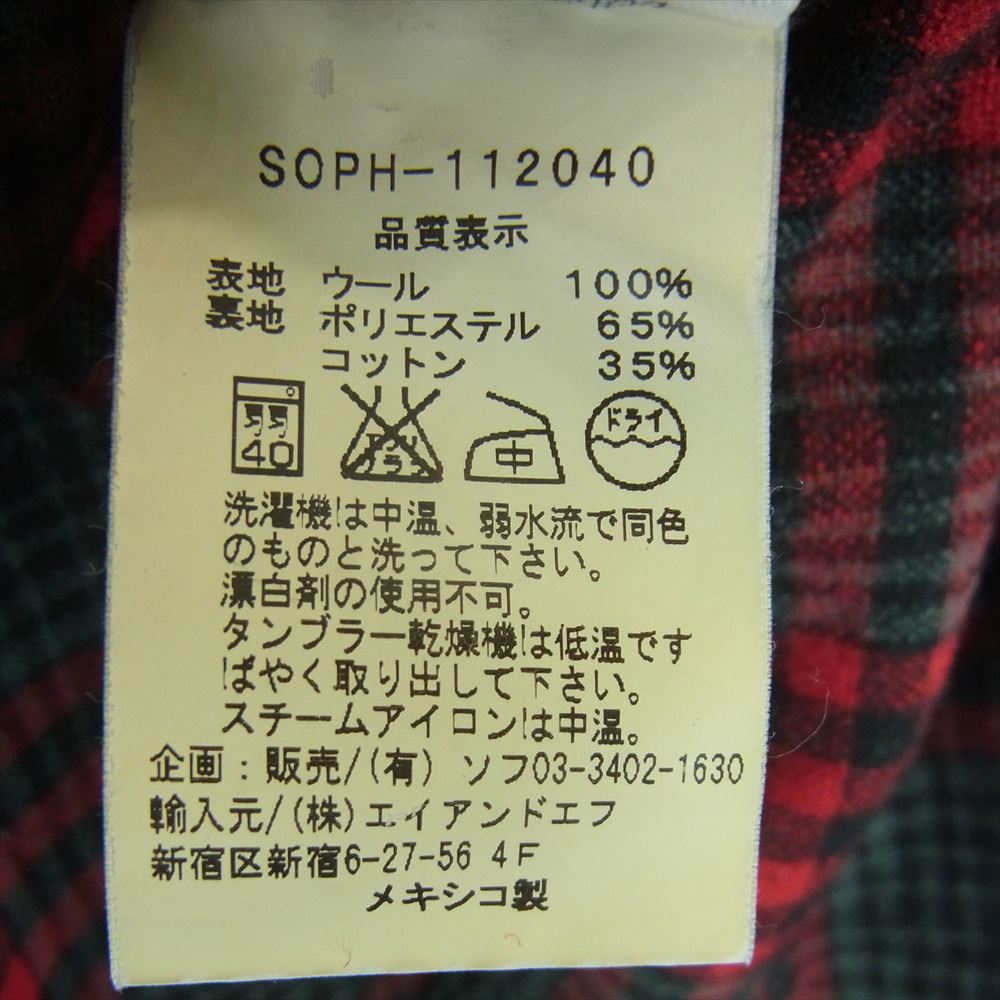 SOPH-112040
品質表示
表地 ウール 100%
裏地 ポリエステル 65%
コットン 35%
弱 40 エンソ サラシ 中 ドライ
洗濯機は中温、弱水流で同色
のものと洗って下さい。
漂白剤の使用不可。
タンブラー乾燥機は低温です
ばやく取り出して下さい。
スチームアイロンは中温。
企画:販売/(有) ソフ03-3402-1630
輸入元/(株)エイアンドエフ
新宿区新宿6-27-56 4F
メキシコ製